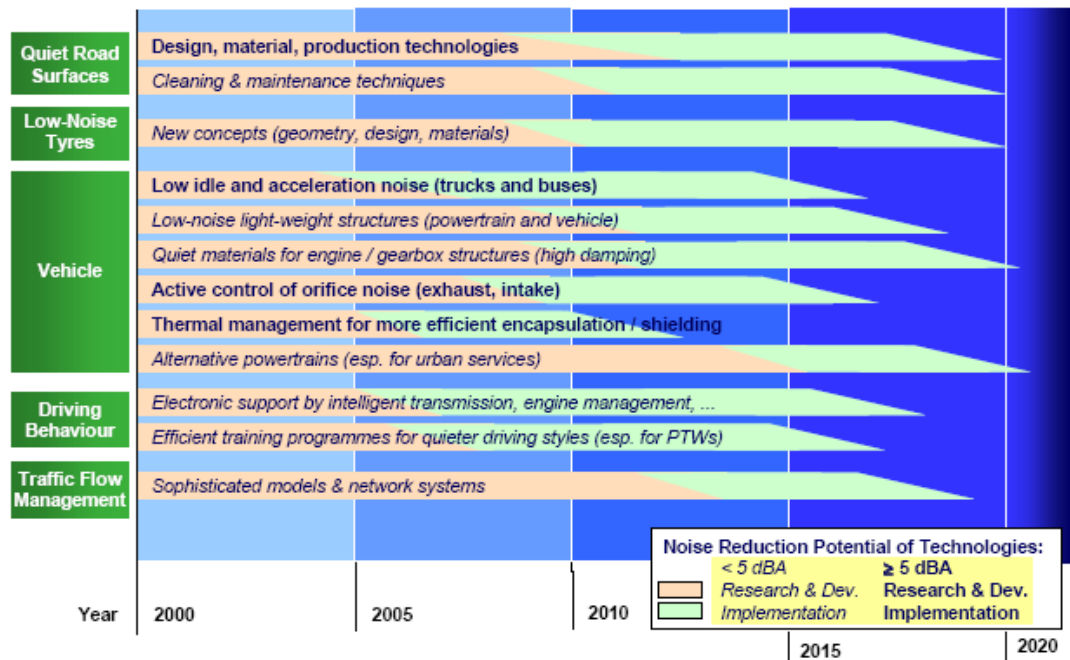 Quiet Road
Surfaces
Design, material, production technologies
Cleaning & maintenance techniques
Low-Noise
Tyres
New concepts (geometry, design, materials)
Vehicle
Low idle and acceleration noise (trucks and buses)
Low-noise light-weight structures (powertrain and vehicle)
Quiet materials for engine / gearbox structures (high damping)
Active control of orifice noise (exhaust, intake)
Thermal management for more efficient encapsulation / shielding
Alternative powertrains (esp. for urban services)
Driving
Behaviour
Electronic support by intelligent transmission, engine management, ...
Efficient training programmes for quieter driving styles (esp. for PTWs)
Traffic Flow
Management
Sophisticated models & network systems
Noise Reduction Potential of Technologies:
< 5 dBA ≥ 5 dBA
Research & Dev. Research & Dev.
Implementation Implementation
Year 2000 2005 2010
2015 2020